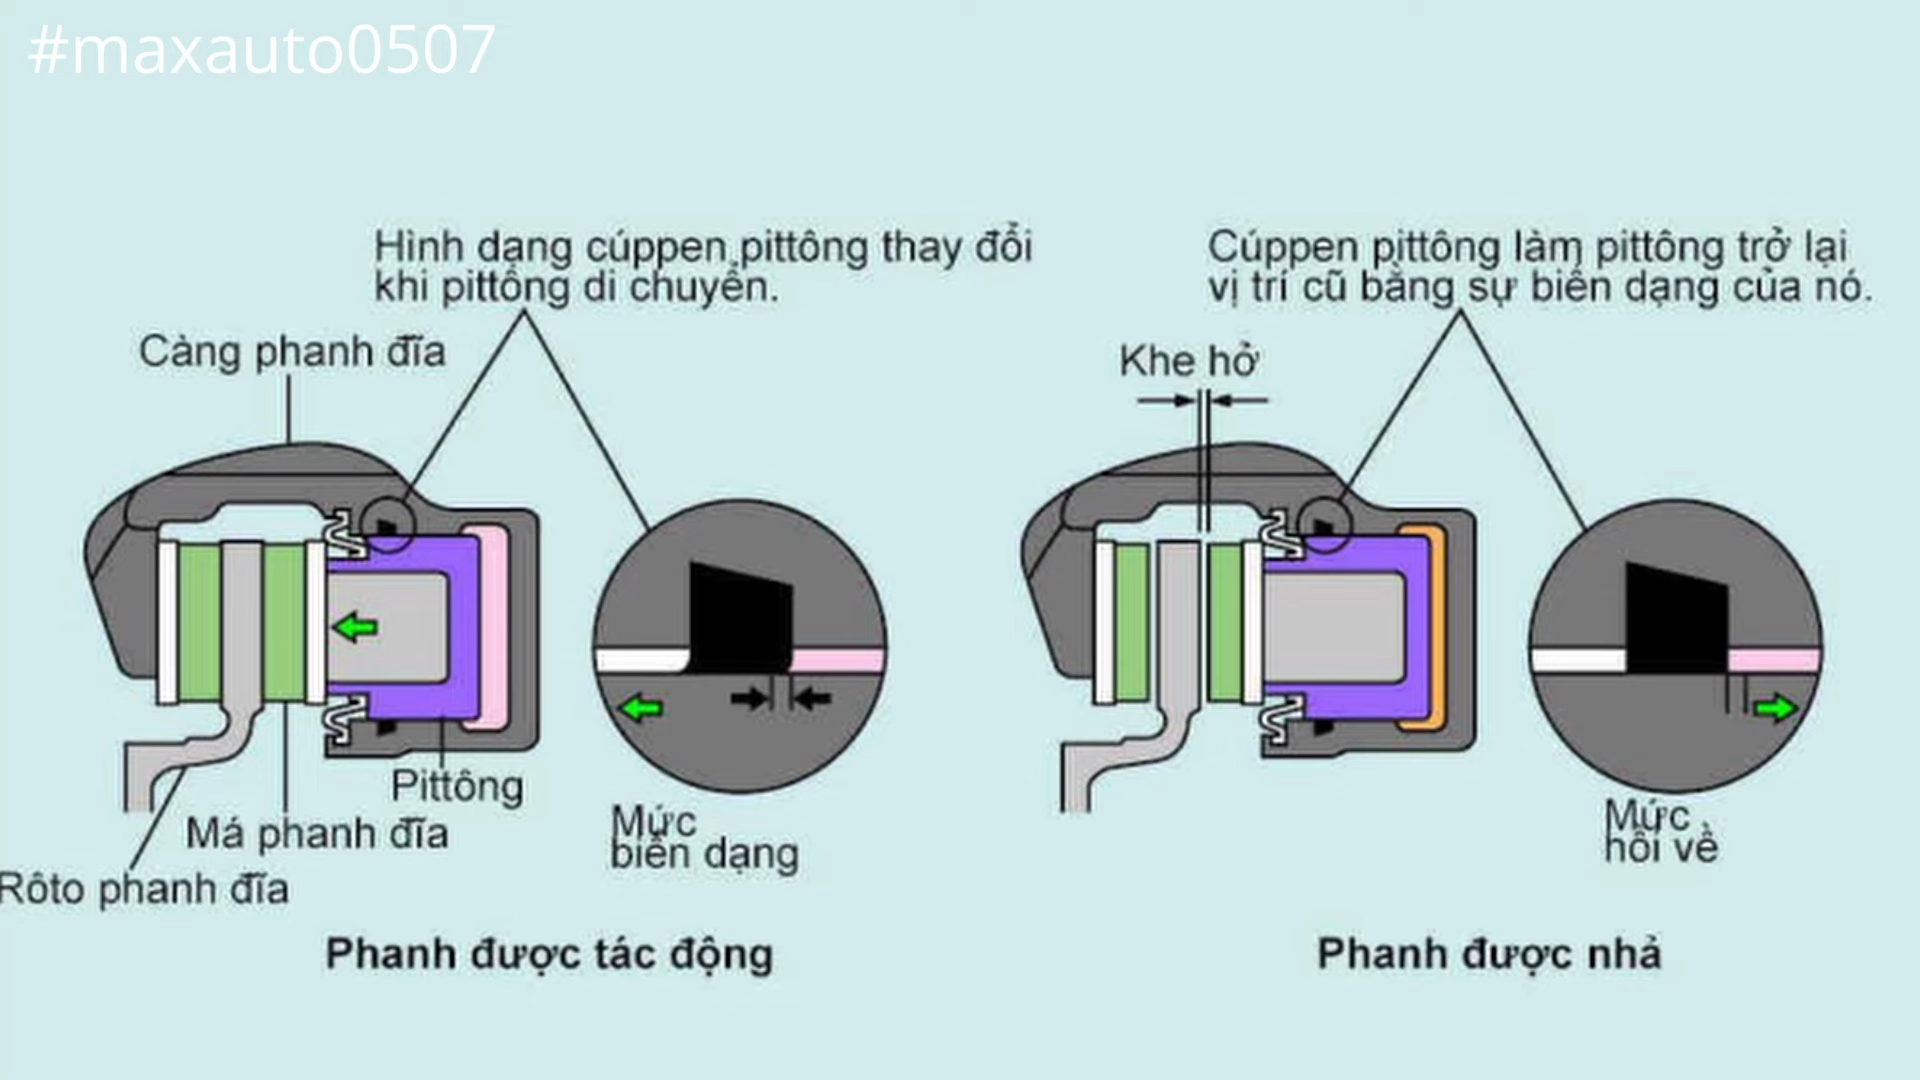 #maxauto0507
Hình dạng cúppen pittông thay đổi
khi pittông di chuyển.
Càng phanh đĩa
Pittông
Má phanh đĩa
Rôto phanh đĩa
Mức
biến dạng
Phanh được tác động
Cúppen pittông làm pittông trở lại
vị trí cũ bằng sự biến dạng của nó.
Khe hở
Mức
hồi về
Phanh được nhả